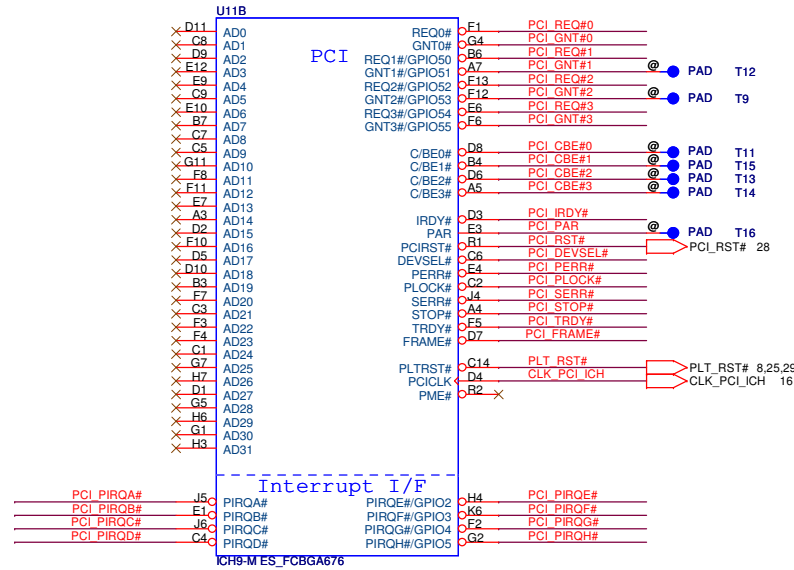 U11B
PCI
D11 AD0 REQ0# F1 PCI_REQ#0
C8 AD1 GNT0# G4 PCI_GNT#0
D9 AD2 REQ1#/GPIO50 B6 PCI_REQ#1
E12 AD3 GNT1#/GPIO51 A7 PCI_GNT#1 @ PAD T12
E9 AD4 REQ2#/GPIO52 F13 PCI_REQ#2
C9 AD5 GNT2#/GPIO53 F12 PCI_GNT#2 @ PAD T9
E10 AD6 REQ3#/GPIO54 E6 PCI_REQ#3
B7 AD7 GNT3#/GPIO55 F6 PCI_GNT#3
C7 AD8
C5 AD9 C/BE0# D8 PCI_CBE#0 @ PAD T11
G11 AD10 C/BE1# B4 PCI_CBE#1 @ PAD T15
F8 AD11 C/BE2# D6 PCI_CBE#2 @ PAD T13
F11 AD12 C/BE3# A5 PCI_CBE#3 @ PAD T14
E7 AD13
A3 AD14 IRDY# D3 PCI_IRDY#
D2 AD15 PAR E3 PCI_PAR @ PAD T16
F10 AD16 PCIRST# R1 PCI_RST# PCI_RST# 28
D5 AD17 DEVSEL# C6 PCI_DEVSEL#
D10 AD18 PERR# E4 PCI_PERR#
B3 AD19 PLOCK# C2 PCI_PLOCK#
F7 AD20 SERR# J4 PCI_SERR#
C3 AD21 STOP# A4 PCI_STOP#
F3 AD22 TRDY# F5 PCI_TRDY#
F4 AD23 FRAME# D7 PCI_FRAME#
C1 AD24
G7 AD25 PLTRST# C14 PLT_RST# PLT_RST# 8,25,29
H7 AD26 PCICLK D4 CLK_PCI_ICH CLK_PCI_ICH 16
D1 AD27 PME# R2
G5 AD28
H6 AD29
G1 AD30
H3 AD31
Interrupt I/F
PCI_PIRQA# J5 PIRQA# PIRQE#/GPIO2 H4 PCI_PIRQE#
PCI_PIRQB# E1 PIRQB# PIRQF#/GPIO3 K6 PCI_PIRQF#
PCI_PIRQC# J6 PIRQC# PIRQG#/GPIO4 F2 PCI_PIRQG#
PCI_PIRQD# C4 PIRQD# PIRQH#/GPIO5 G2 PCI_PIRQH#
ICH9-M ES_FCBGA676